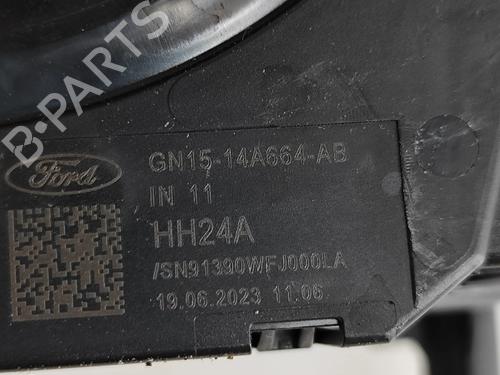 B-PARTS
Ford
GN15-14A664-AB
IN 11
HH24A
/SN91390WFJ000LA
19.06.2023 11:06